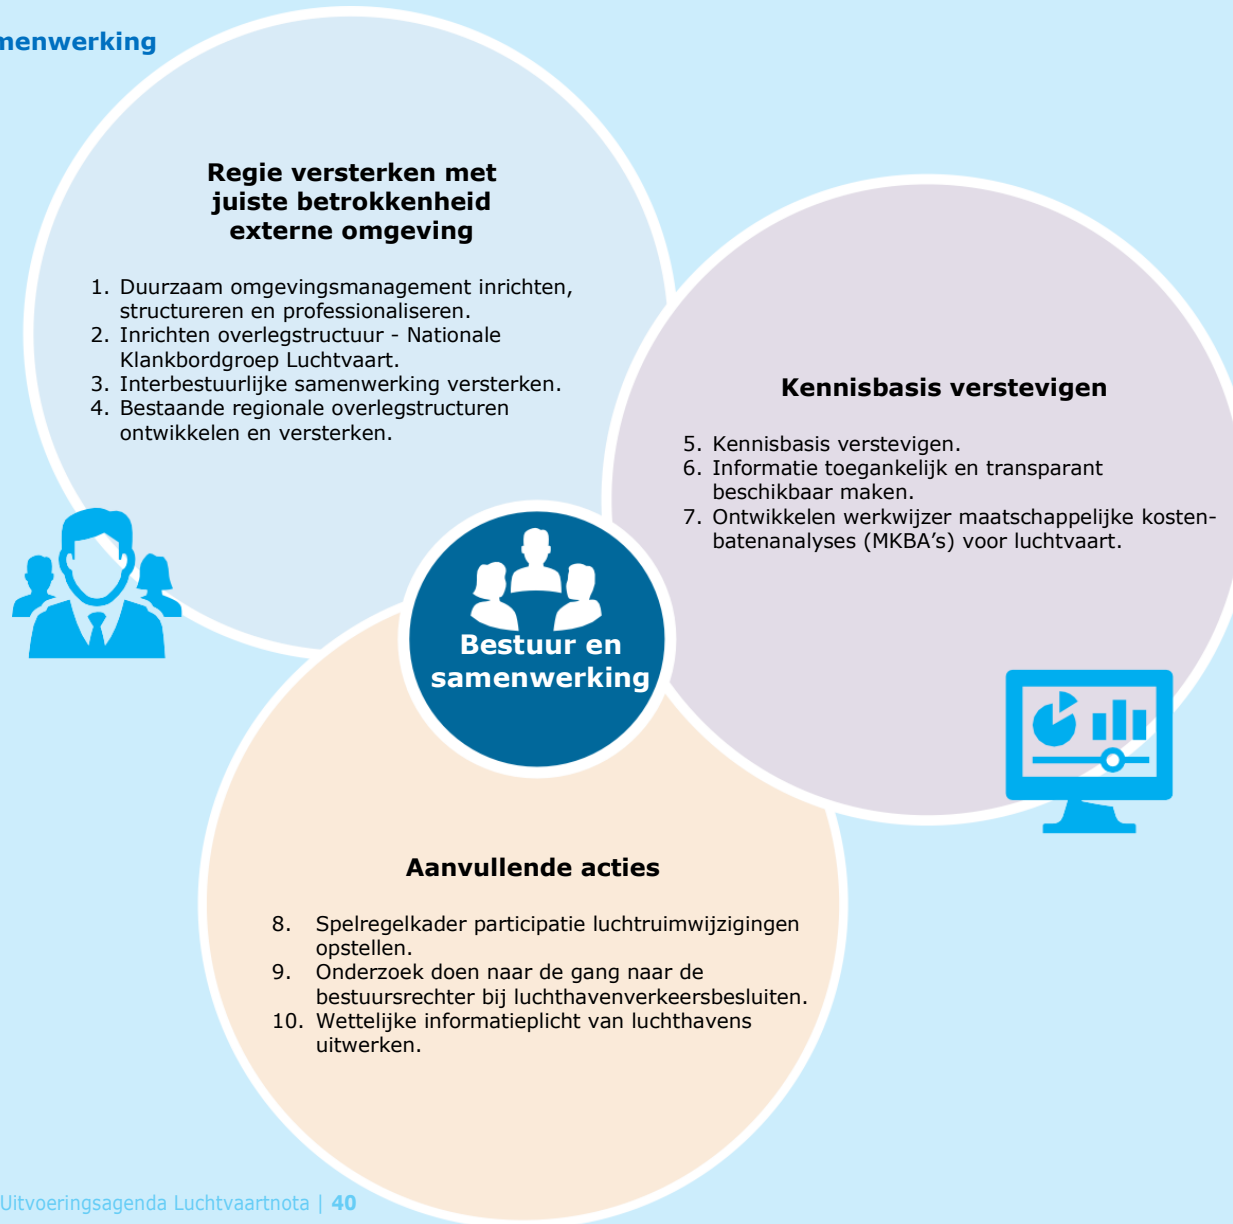 menwerking
Regie versterken met
juiste betrokkenheid
externe omgeving
1. Duurzaam omgevingsmanagement inrichten,
structureren en professionaliseren.
2. Inrichten overlegstructuur - Nationale
Klankbordgroep Luchtvaart.
3. Interbestuurlijke samenwerking versterken.
4. Bestaande regionale overlegstructuren
ontwikkelen en versterken.
Kennisbasis verstevigen
5. Kennisbasis verstevigen.
6. Informatie toegankelijk en transparant
beschikbaar maken.
7. Ontwikkelen werkwijzer maatschappelijke kosten-
batenanalyses (MKBA’s) voor luchtvaart.
Bestuur en
samenwerking
Aanvullende acties
8. Spelregelkader participatie luchtruimwijzigingen
opstellen.
9. Onderzoek doen naar de gang naar de
bestuursrechter bij luchthavenverkeersbesluiten.
10. Wettelijke informatieplicht van luchthavens
uitwerken.
Uitvoeringsagenda Luchtvaartnota | 40